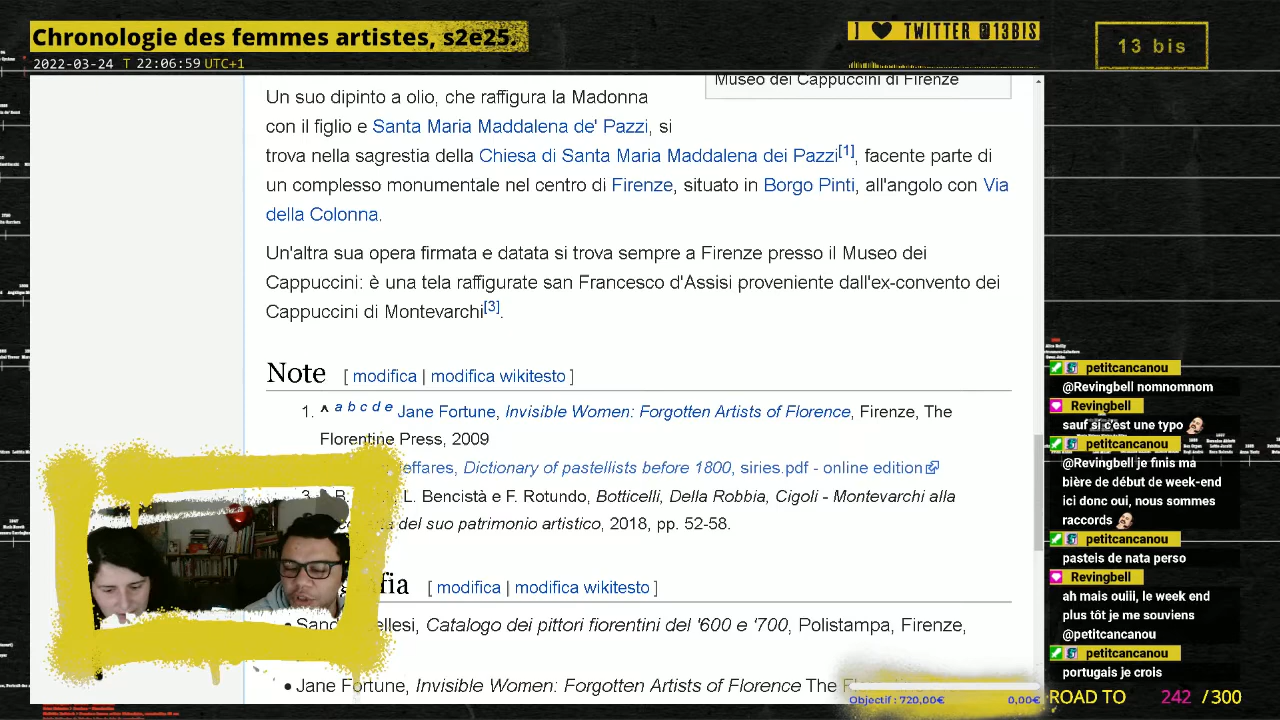 Chronologie des femmes artistes, s2e25
2022-03-24 T 22:06:59 UTC+1
I ♥ TWITTER @13BIS
13 bis
Museo dei Cappuccini di Firenze
Un suo dipinto a olio, che raffigura la Madonna
con il figlio e Santa Maria Maddalena de' Pazzi, si
trova nella sagrestia della Chiesa di Santa Maria Maddalena dei Pazzi[1], facente parte di
un complesso monumentale nel centro di Firenze, situato in Borgo Pinti, all'angolo con Via
della Colonna.
Un'altra sua opera firmata e datata si trova sempre a Firenze presso il Museo dei
Cappuccini: è una tela raffigurate san Francesco d'Assisi proveniente dall'ex-convento dei
Cappuccini di Montevarchi[3].
Note [ modifica | modifica wikitesto ]
1. ^ a b c d e Jane Fortune, Invisible Women: Forgotten Artists of Florence, Firenze, The
Florentine Press, 2009
effares, Dictionary of pastellists before 1800, siries.pdf - online edition
3. L. Bencistà e F. Rotundo, Botticelli, Della Robbia, Cigoli - Montevarchi alla
del suo patrimonio artistico, 2018, pp. 52-58.
fia [ modifica | modifica wikitesto ]
• Sand ellesi, Catalogo dei pittori fiorentini del '600 e '700, Polistampa, Firenze,
• Jane Fortune, Invisible Women: Forgotten Artists of Florence The F
petitcancanou
@Revingbell nomnomnom
Revingbell
sauf si c'est une typo
petitcancanou
@Revingbell je finis ma
bière de début de week-end
ici donc oui, nous sommes
raccords
petitcancanou
pasteis de nata perso
Revingbell
ah mais ouiii, le week end
plus tôt je me souviens
@petitcancanou
petitcancanou
portugais je crois
Objectif : 720,00€ 0,00€
ROAD TO 242 / 300